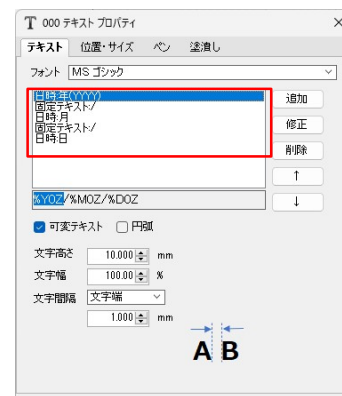 T 000 テキスト プロパティ ×
テキスト 位置・サイズ ペン 塗潰し
フォント MS ゴシック
日時:年(YYYY)
固定テキスト:/
日時:月
固定テキスト:/
日時:日
追加
修正
削除
↑
↓
%YOZ/%MOZ/%DOZ
可変テキスト 円弧
文字高さ 10.000 mm
文字幅 100.00 %
文字間隔 文字端
1.000 mm
A B